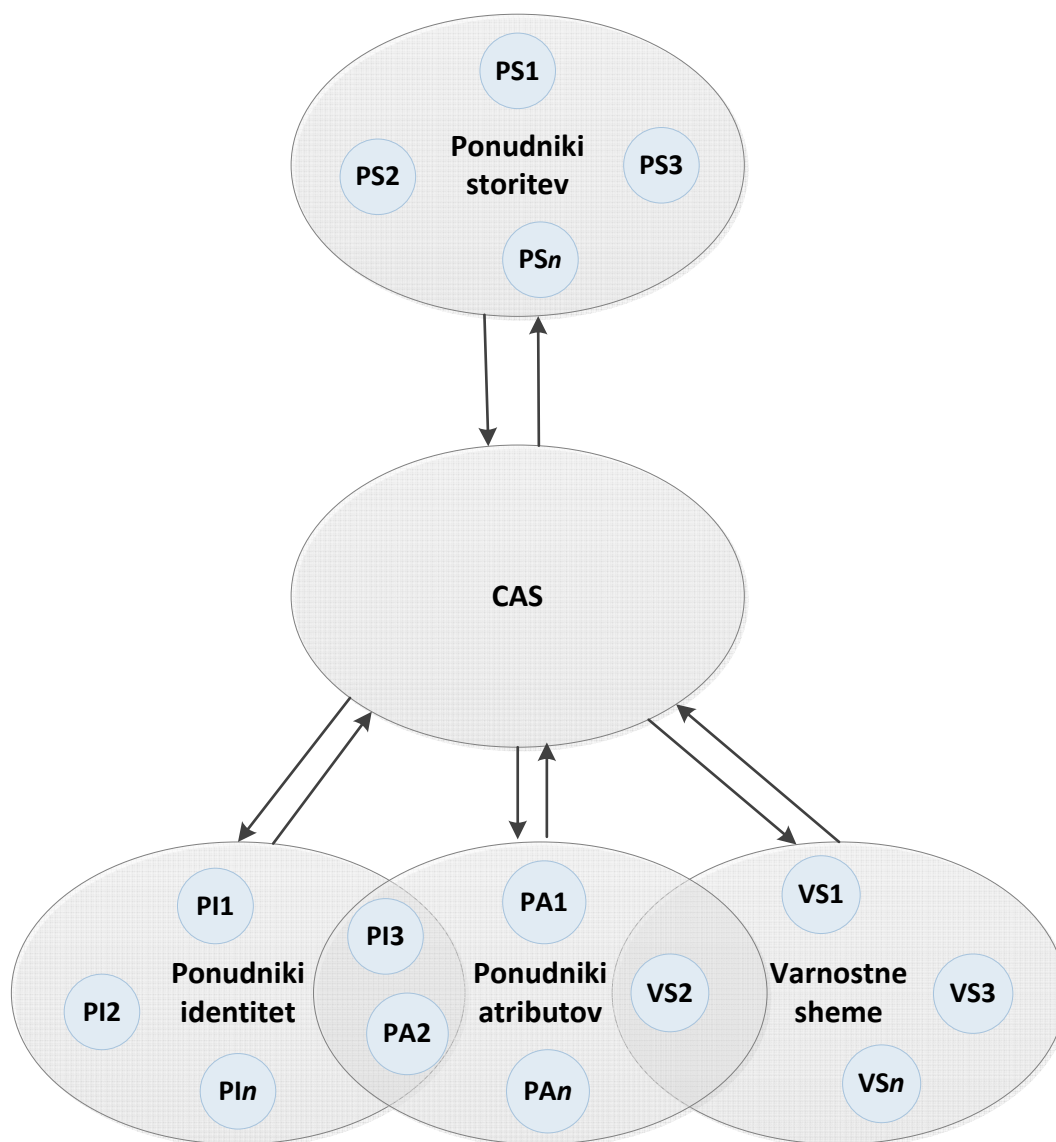 PS1
Ponudniki
storitev
PS2
PS3
PSn
CAS
PI1
PI3
Ponudniki
identitet
PI2
PA2
PIn
PA1
Ponudniki
atributov
PAn
VS2
VS1
Varnostne
sheme
VS3
VSn